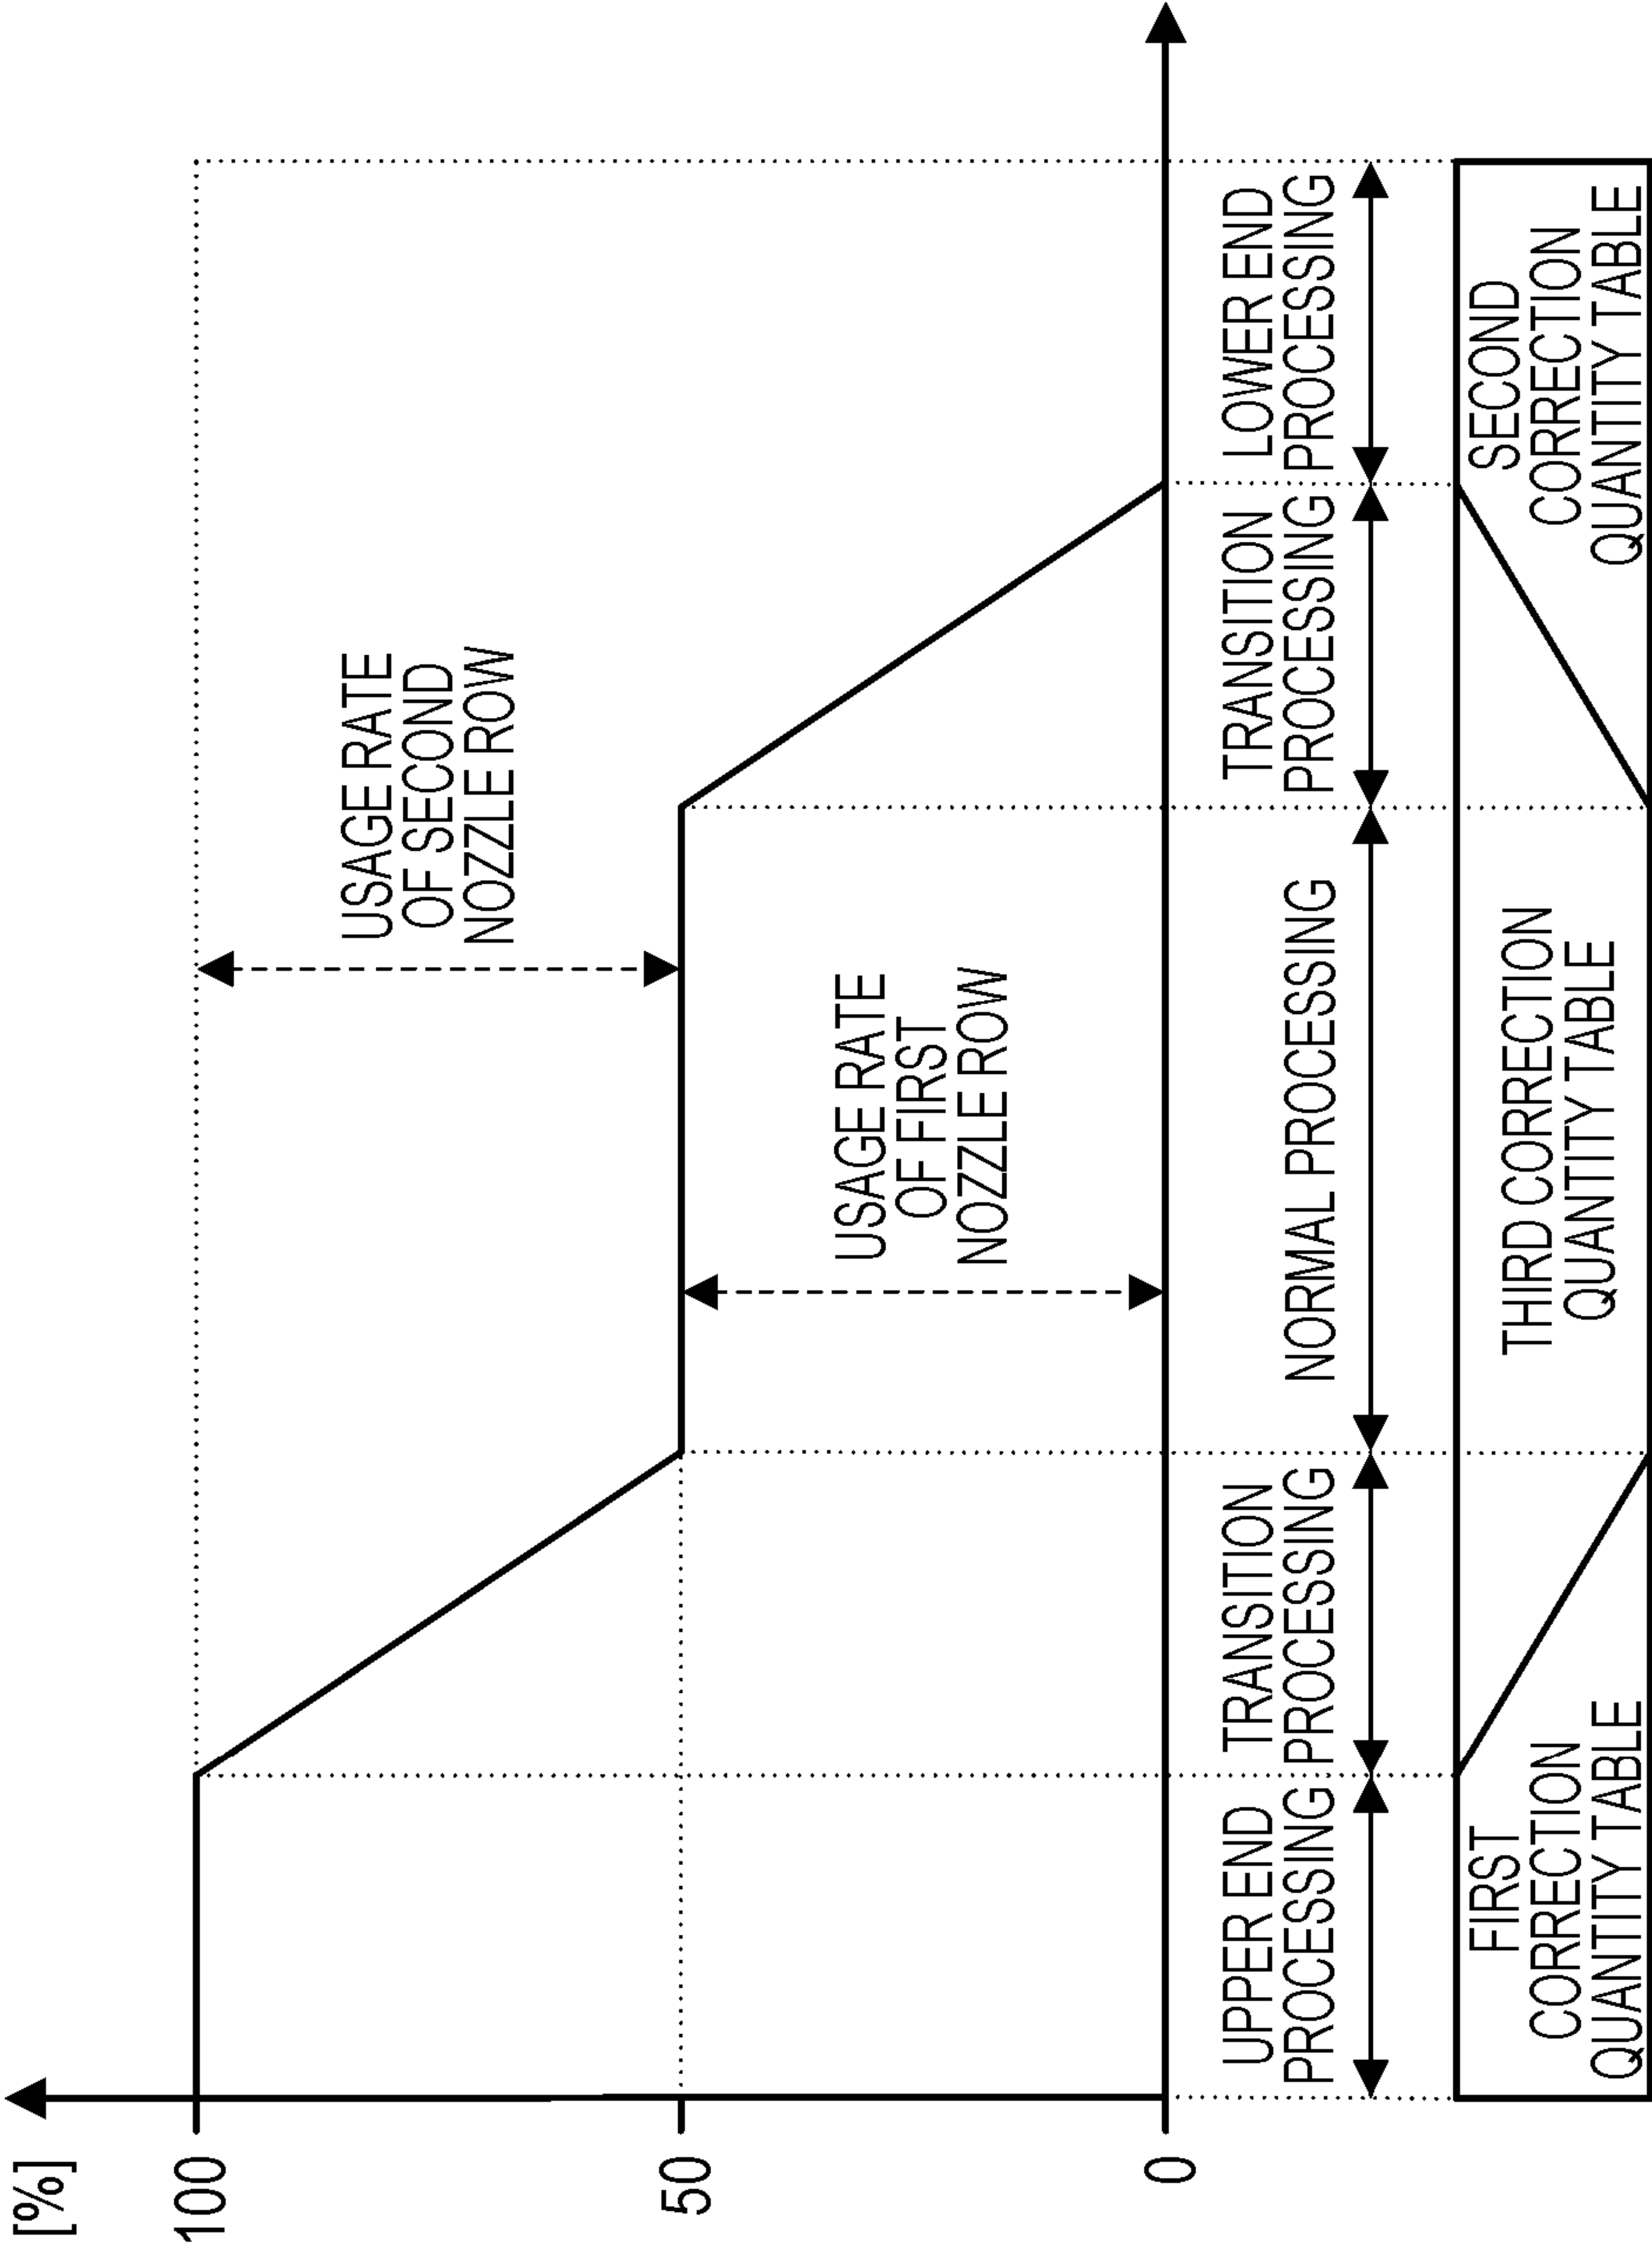 [%]
100
50
0
USAGE RATE
OF SECOND
NOZZLE ROW
USAGE RATE
OF FIRST
NOZZLE ROW
UPPER END
PROCESSING
TRANSITION
PROCESSING
NORMAL PROCESSING
TRANSITION
PROCESSING
LOWER END
PROCESSING
FIRST
CORRECTION
QUANTITY TABLE
THIRD CORRECTION
QUANTITY TABLE
SECOND
CORRECTION
QUANTITY TABLE